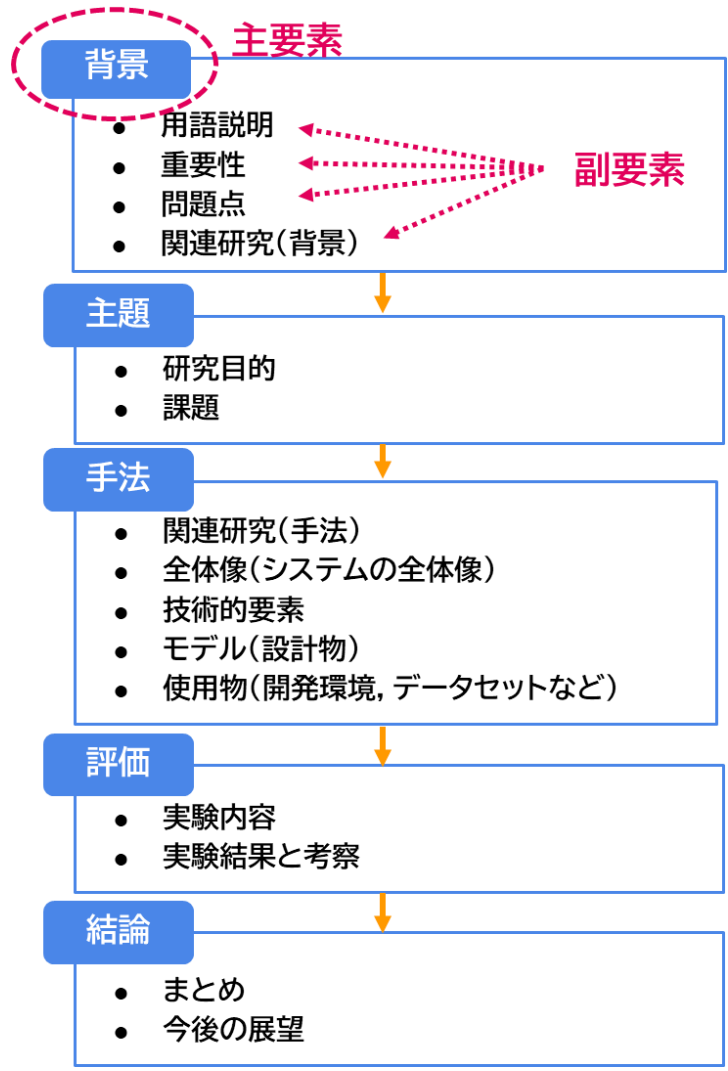 主要素
背景
用語説明
重要性
問題点
関連研究(背景)
副要素
主題
研究目的
課題
手法
関連研究(手法)
全体像(システムの全体像)
技術的要素
モデル(設計物)
使用物(開発環境, データセットなど)
評価
実験内容
実験結果と考察
結論
まとめ
今後の展望